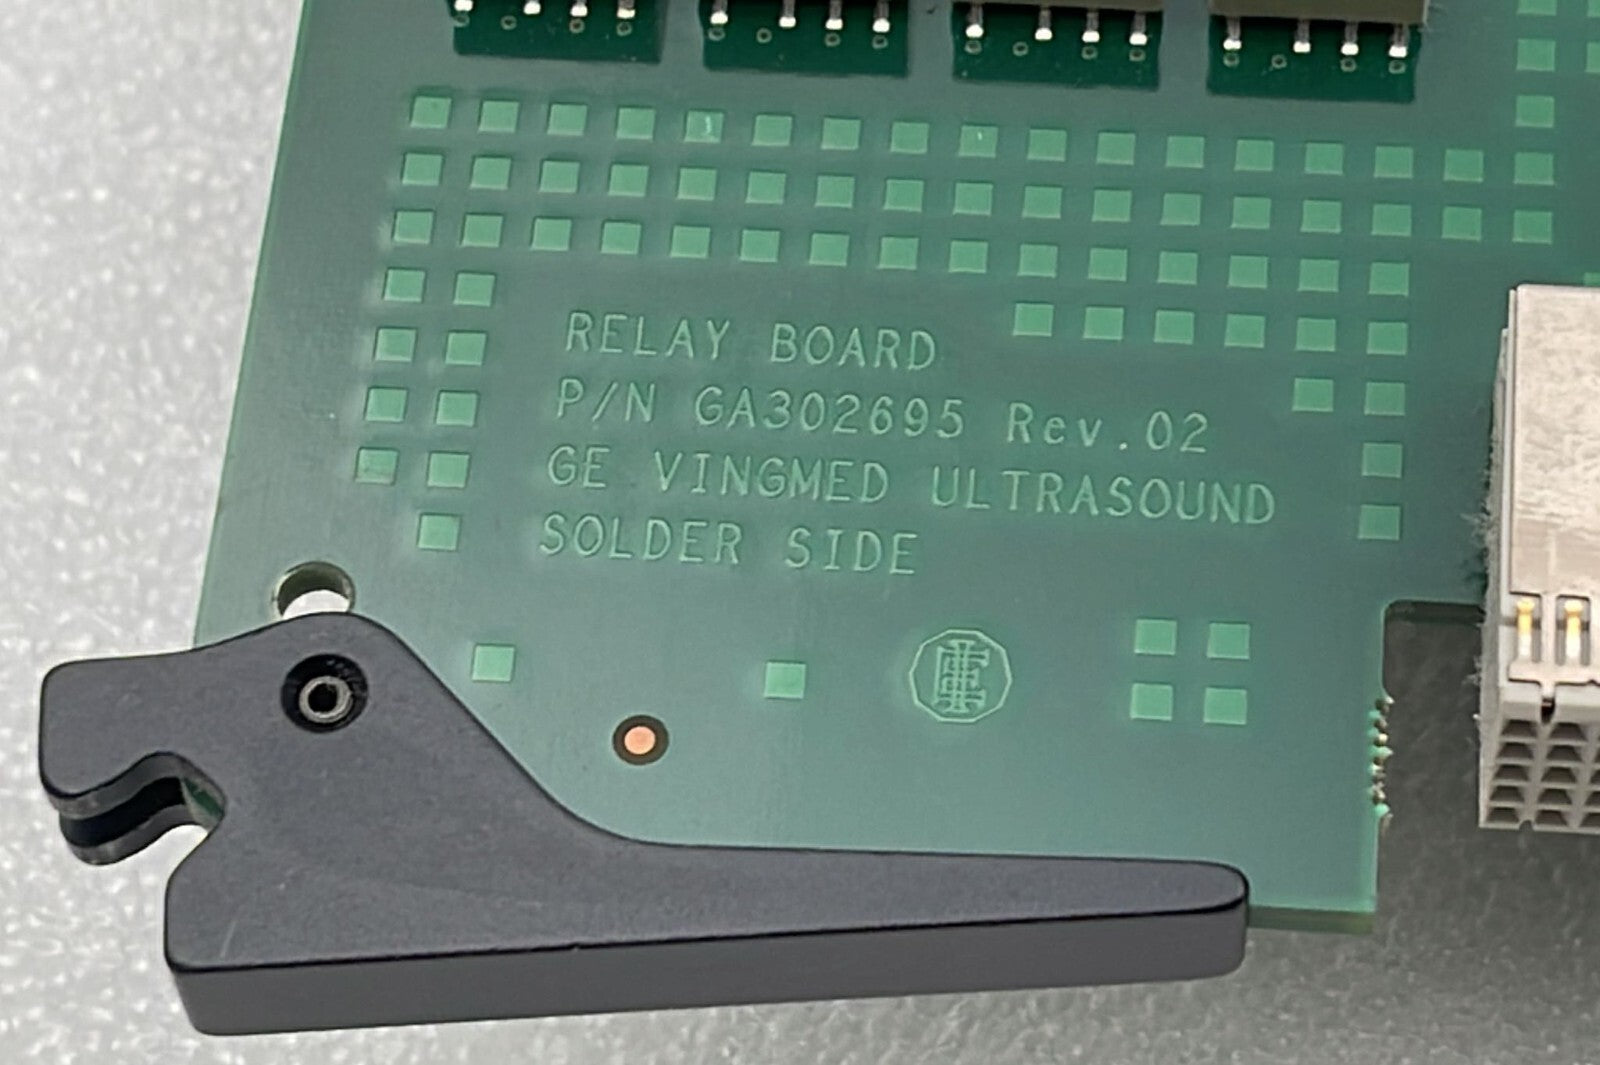 RELAY BOARD
P/N GA302695 Rev.02
GE VINGMED ULTRASOUND
SOLDER SIDE